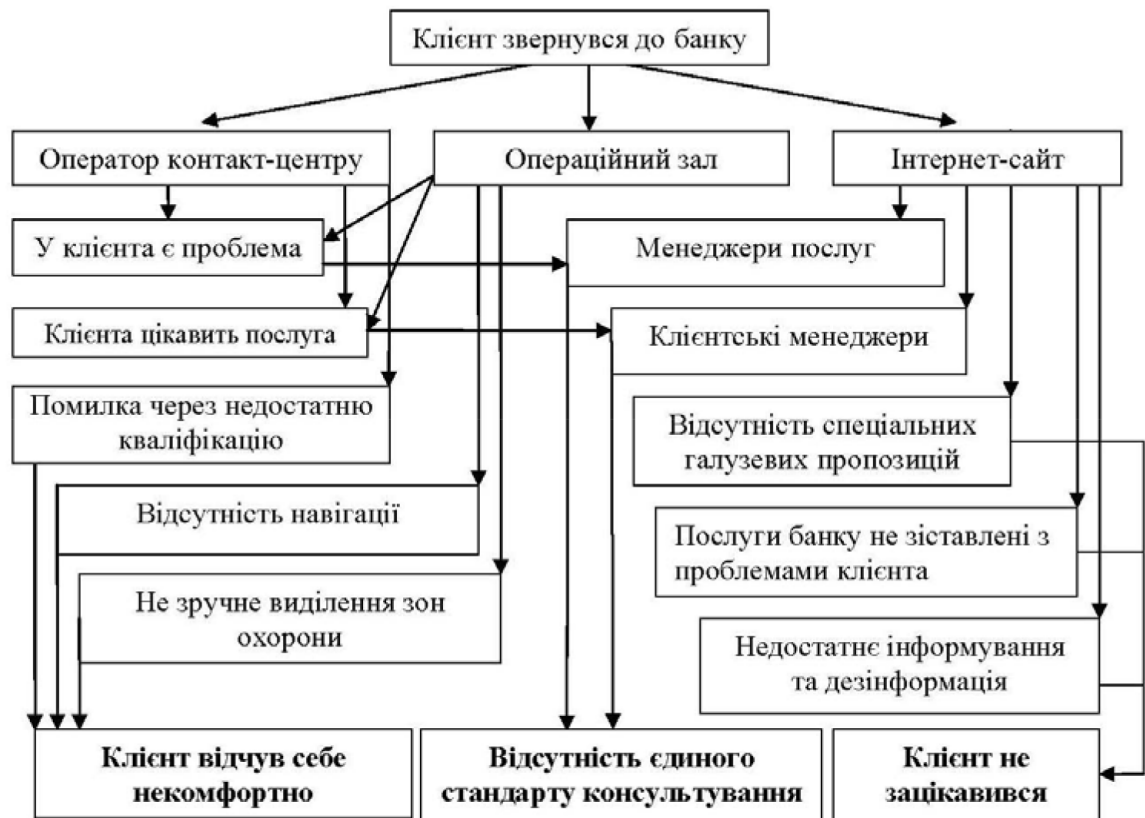 Клієнт звернувся до банку
Оператор контакт-центру
Операційний зал
Інтернет-сайт
У клієнта є проблема
Менеджери послуг
Клієнта цікавить послуга
Клієнтські менеджери
Помилка через недостатню
кваліфікацію
Відсутність спеціальних
галузевих пропозицій
Відсутність навігації
Послуги банку не зіставлені з
проблемами клієнта
Не зручне виділення зон
охорони
Недостатнє інформування
та дезінформація
Клієнт відчув себе
некомфортно
Відсутність єдиного
стандарту консультування
Клієнт не
зацікавився